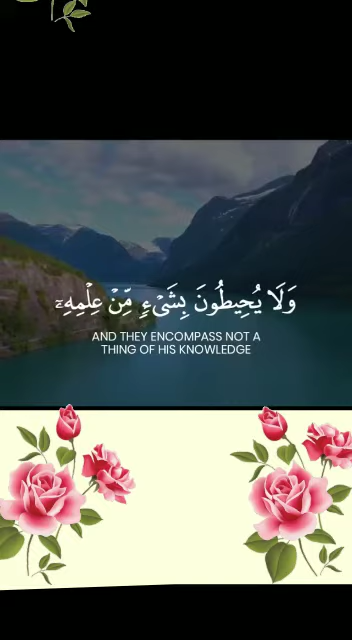 وَلَا يُحِيطُونَ بِشَىْءٍ مِّنْ عِلْمِهِۦٓ
AND THEY ENCOMPASS NOT A
THING OF HIS KNOWLEDGE